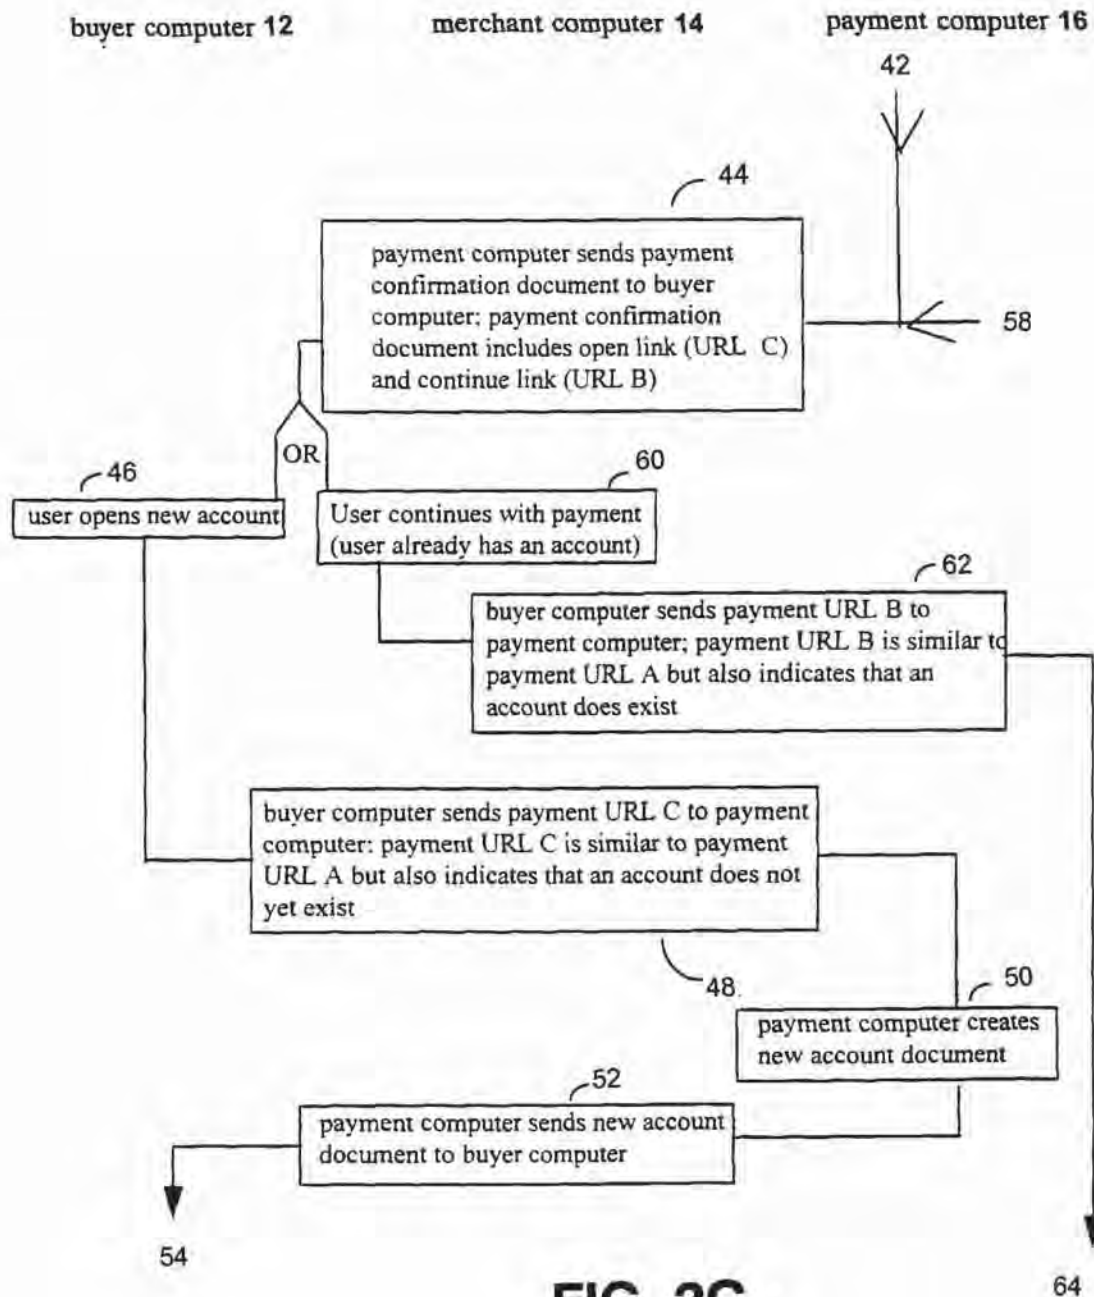 buyer computer 12
merchant computer 14
payment computer 16
42
44
payment computer sends payment
confirmation document to buyer
computer; payment confirmation
document includes open link (URL C)
and continue link (URL B)
58
OR
46
user opens new account
60
User continues with payment
(user already has an account)
62
buyer computer sends payment URL B to
payment computer; payment URL B is similar to
payment URL A but also indicates that an
account does exist
buyer computer sends payment URL C to payment
computer: payment URL C is similar to payment
URL A but also indicates that an account does not
yet exist
48
50
payment computer creates
new account document
52
payment computer sends new account
document to buyer computer
54
64